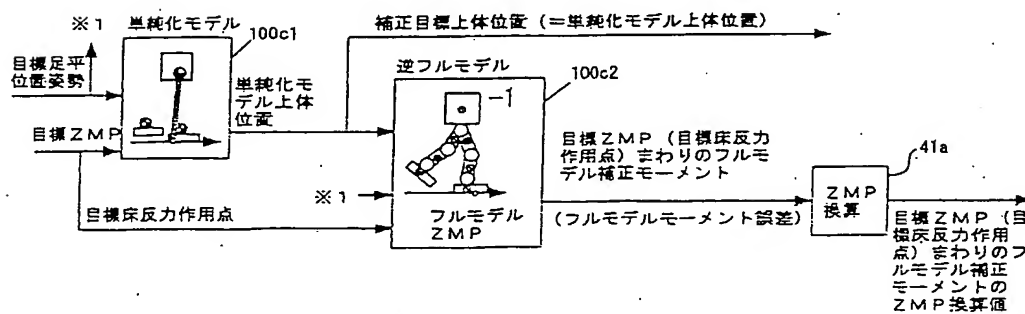 ※1
単純化モデル
100c1
目標足平
位置姿勢
目標ZMP
単純化モ
デル上体
位置
補正目標上体位置(=単純化モデル上体位置)
逆フルモデル
100c2
-1
※1
目標床反力作用点
フルモデル
ZMP
目標ZMP(目標床反力
作用点)まわりのフルモ
デル補正モーメント
(フルモデルモーメント誤差)
41a
ZMP
換算
目標ZMP(目
標床反力作用
点)まわりのフ
ルモデル補正
モーメントの
ZMP換算値